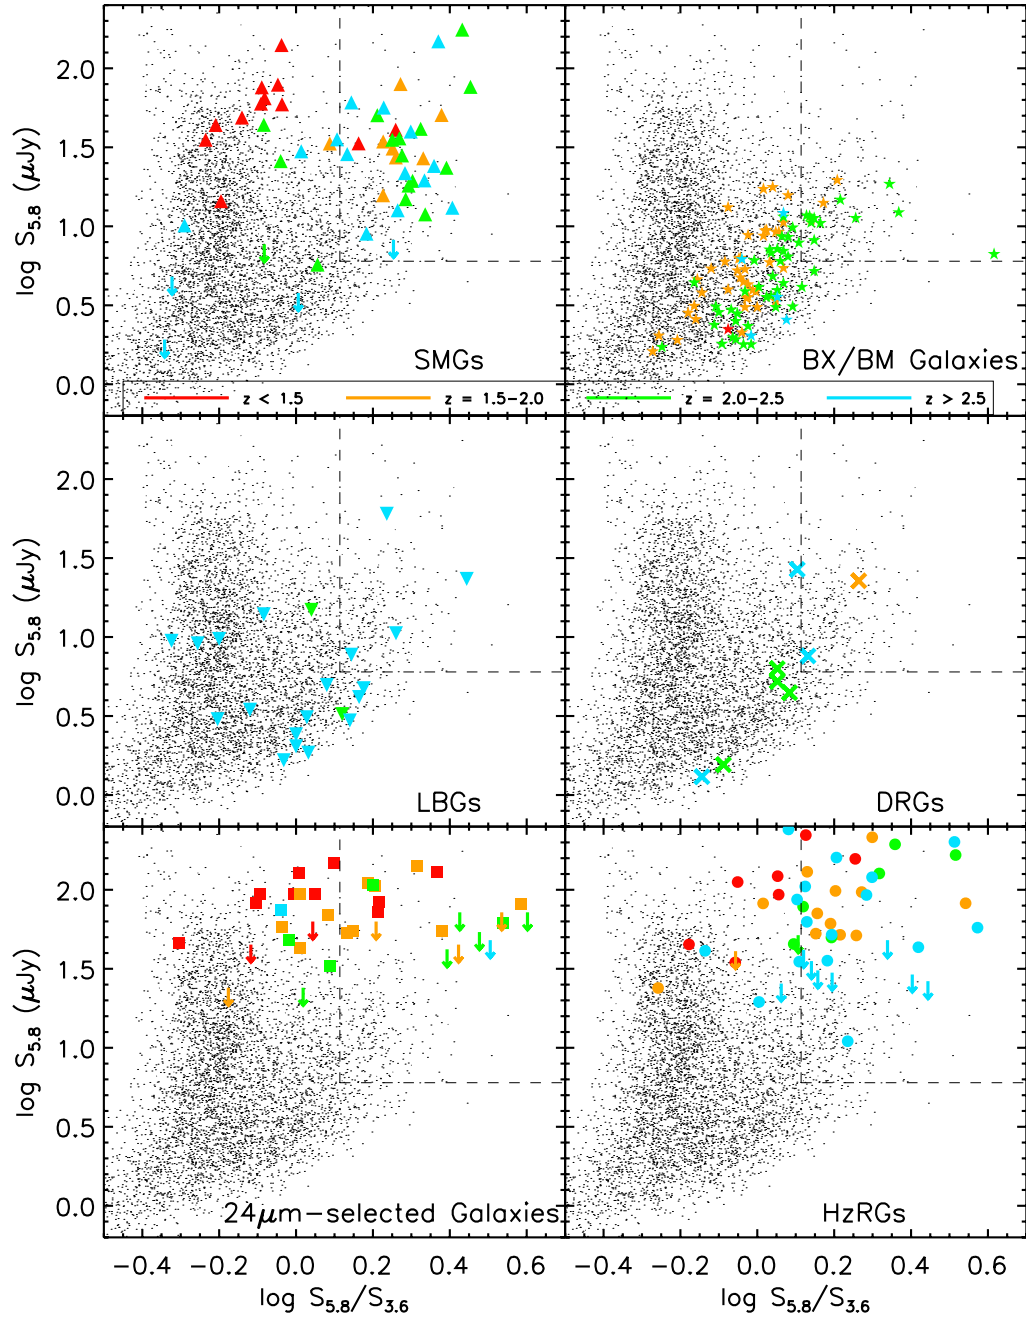 2.0
1.5
1.0
0.5
0.0
log S5.8 (μJy)
SMGs
BX/BM Galaxies
z < 1.5
z = 1.5–2.0
z = 2.0–2.5
z > 2.5
2.0
1.5
1.0
0.5
0.0
log S5.8 (μJy)
LBGs
DRGs
2.0
1.5
1.0
0.5
0.0
log S5.8 (μJy)
24μm–selected Galaxies
HzRGs
−0.4 −0.2 0.0 0.2 0.4 0.6
−0.4 −0.2 0.0 0.2 0.4 0.6
log S5.8/S3.6
log S5.8/S3.6